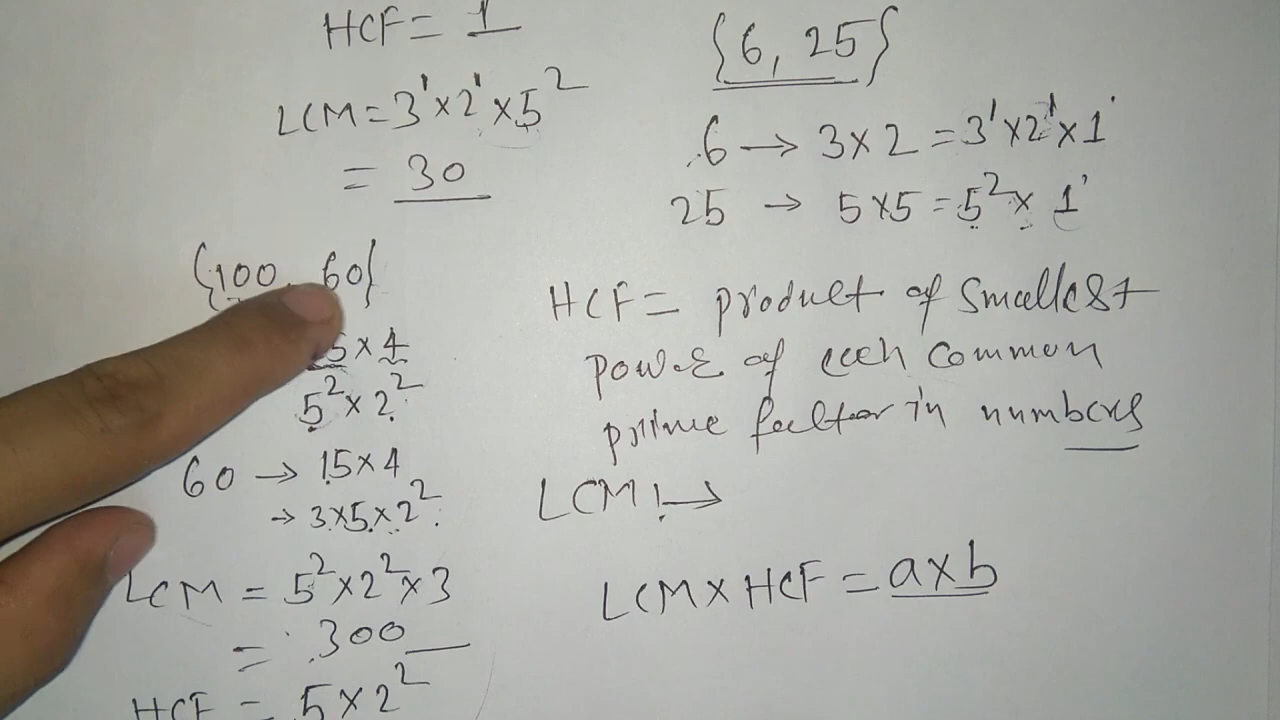 HCF = 1
LCM = 3¹ × 2¹ × 5²
= 30
{6, 25}
6 → 3 × 2 = 3¹ × 2¹ × 1¹
25 → 5 × 5 = 5² × 1¹
{100, 60}
5 × 4
5² × 2²
60 → 15 × 4
→ 3 × 5 × 2²
LCM = 5² × 2² × 3
= 300
HCF = 5 × 2²
HCF = product of smallest
power of each common
prime factor in numbers
LCM →
LCM × HCF = a × b